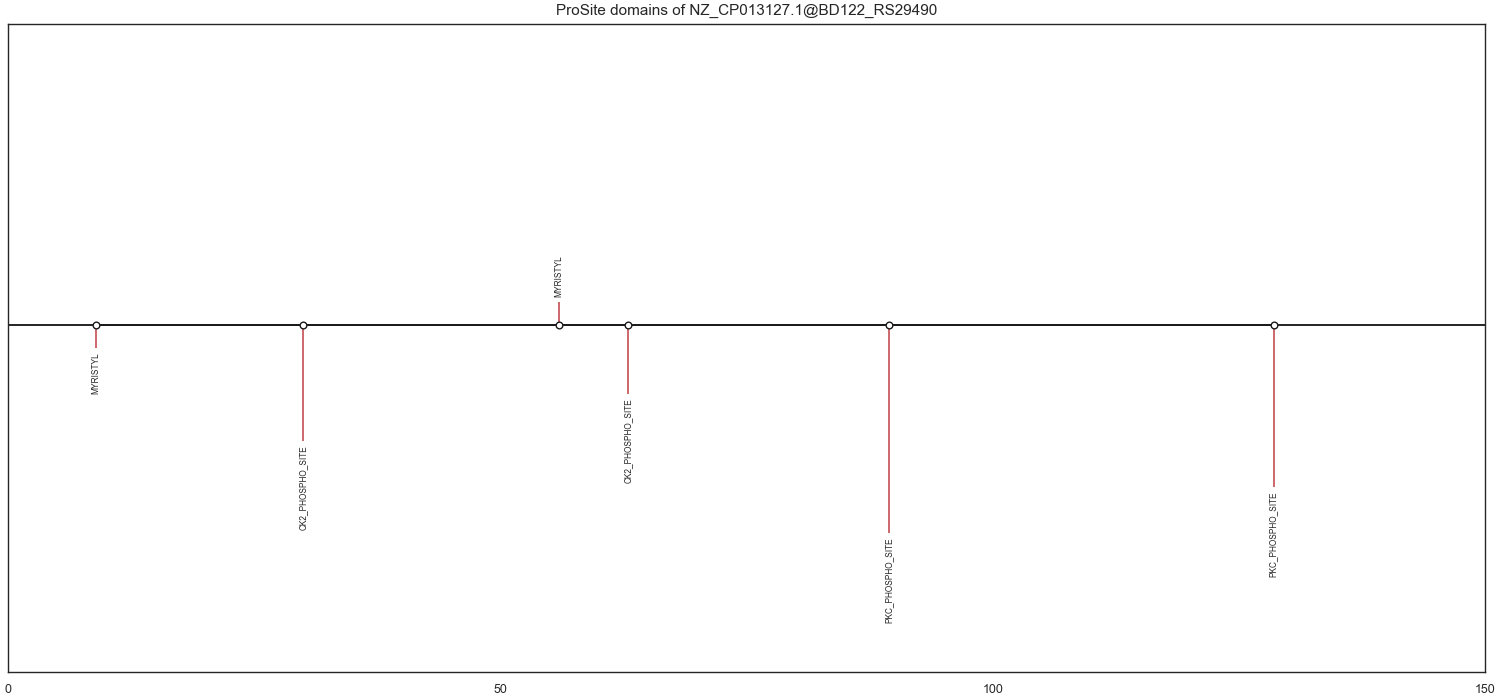 ProSite domains of NZ_CP013127.1@BD122_RS29490
MYRISTYL
MYRISTYL
CK2_PHOSPHO_SITE
CK2_PHOSPHO_SITE
PKC_PHOSPHO_SITE
PKC_PHOSPHO_SITE
0 50 100 150